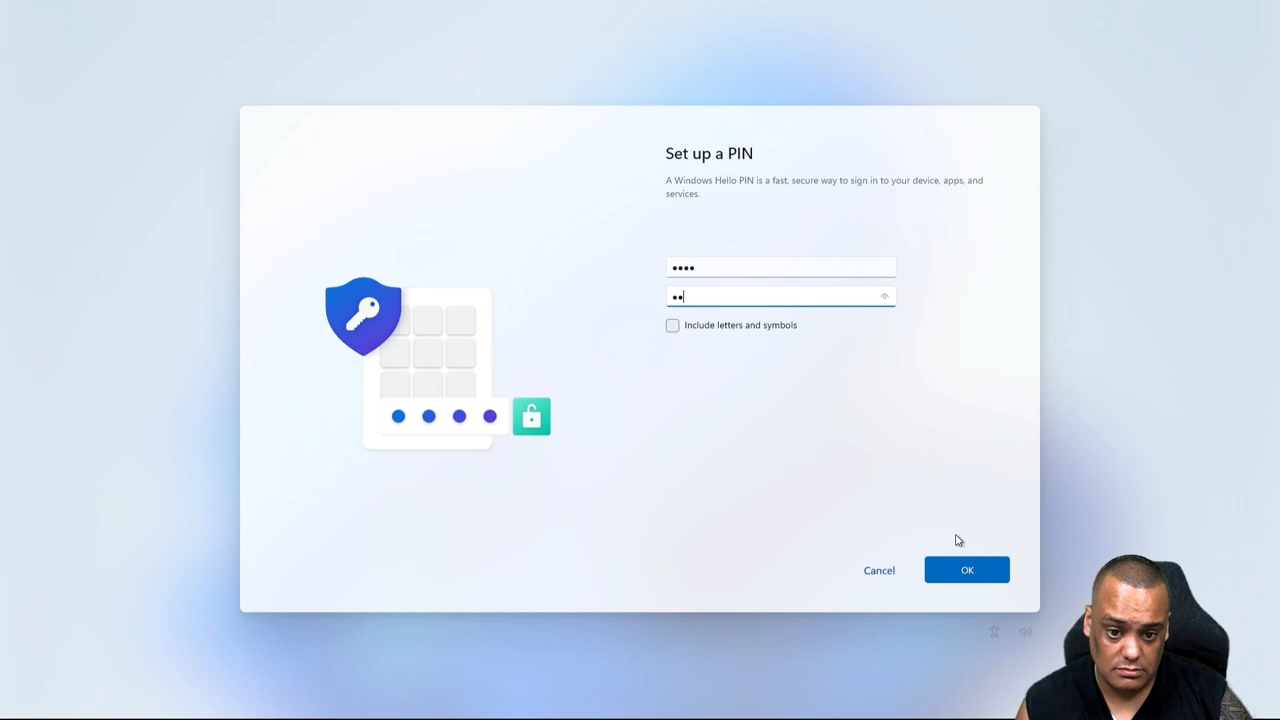 Set up a PIN
A Windows Hello PIN is a fast, secure way to sign in to your device, apps, and
services.
••••
••
Include letters and symbols
Cancel
OK